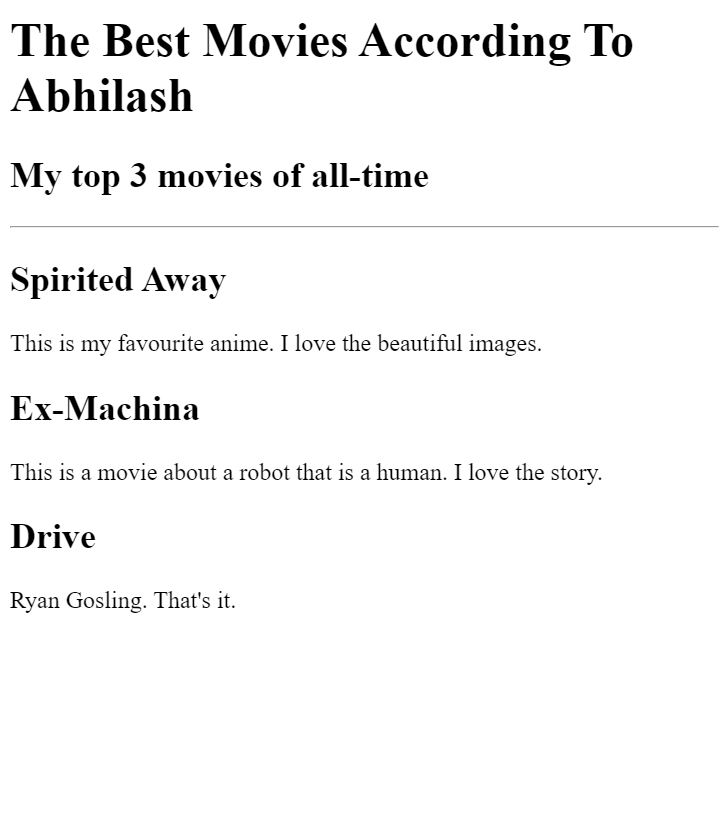 The Best Movies According To
Abhilash
My top 3 movies of all-time
Spirited Away
This is my favourite anime. I love the beautiful images.
Ex-Machina
This is a movie about a robot that is a human. I love the story.
Drive
Ryan Gosling. That's it.